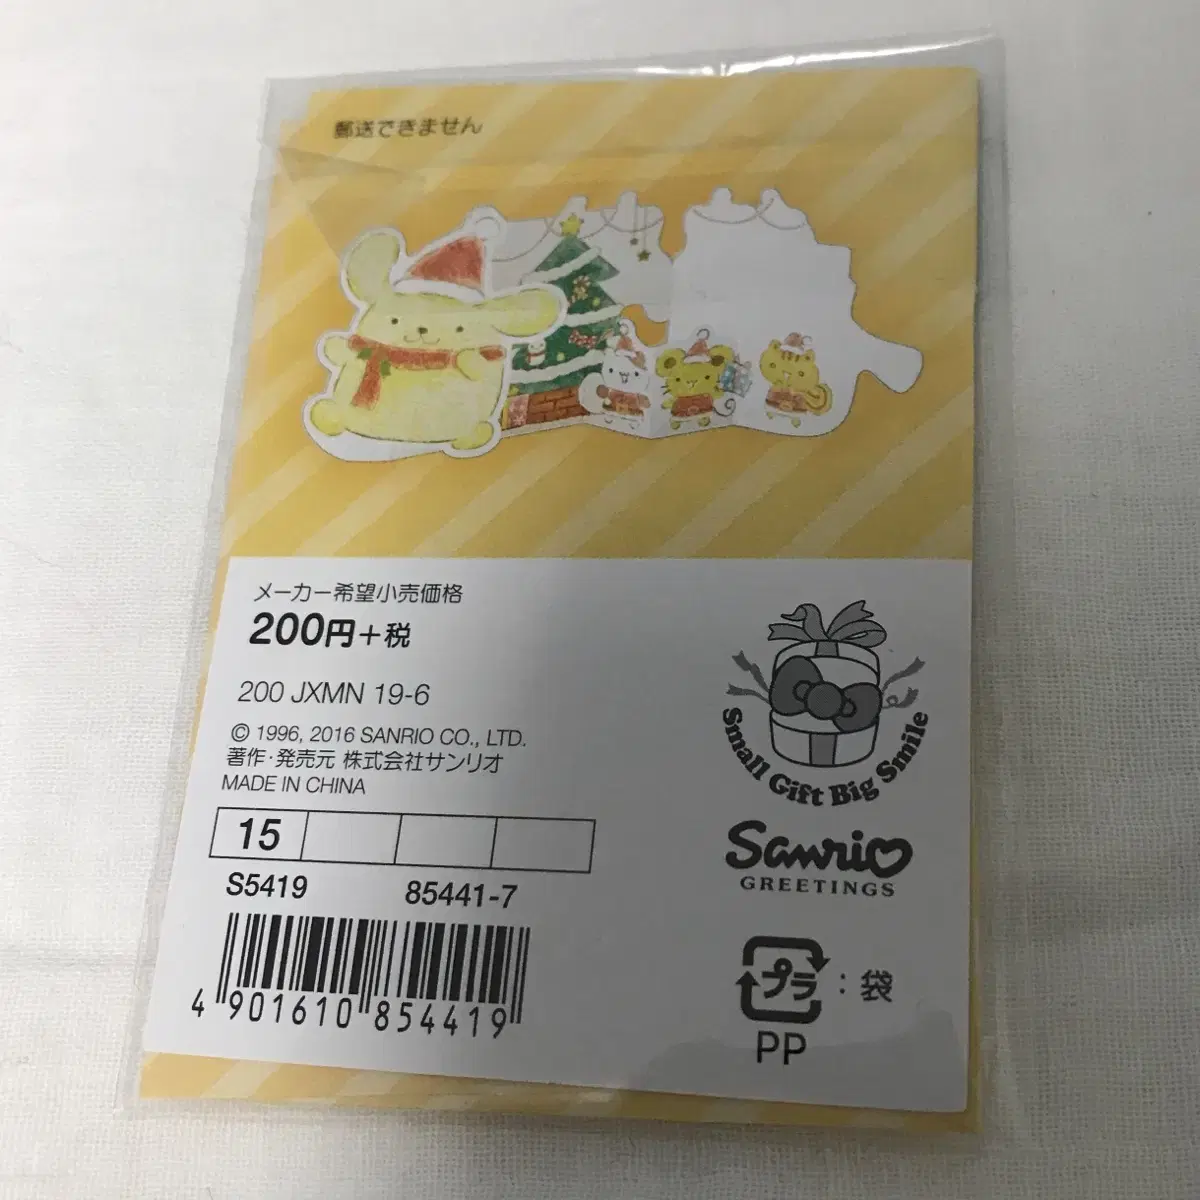 郵送できません
メーカー希望小売価格
200円+税
200 JXMN 19-6
© 1996, 2016 SANRIO CO., LTD.
著作・発売元 株式会社サンリオ
MADE IN CHINA
15
S5419 85441-7
4 901610 854419
Small Gift Big Smile
Sanrio
GREETINGS
プラ : 袋
PP